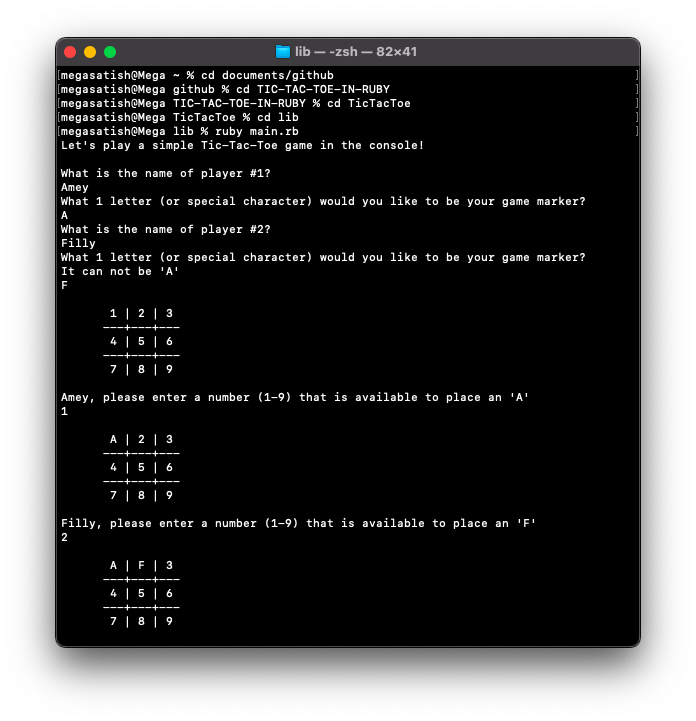 lib — -zsh — 82×41
[megasatish@Mega ~ % cd documents/github ]
[megasatish@Mega github % cd TIC-TAC-TOE-IN-RUBY ]
[megasatish@Mega TIC-TAC-TOE-IN-RUBY % cd TicTacToe ]
[megasatish@Mega TicTacToe % cd lib ]
[megasatish@Mega lib % ruby main.rb ]
Let's play a simple Tic-Tac-Toe game in the console!
What is the name of player #1?
Amey
What 1 letter (or special character) would you like to be your game marker?
A
What is the name of player #2?
Filly
What 1 letter (or special character) would you like to be your game marker?
It can not be 'A'
F
1 | 2 | 3
---+---+---
4 | 5 | 6
---+---+---
7 | 8 | 9
Amey, please enter a number (1-9) that is available to place an 'A'
1
A | 2 | 3
---+---+---
4 | 5 | 6
---+---+---
7 | 8 | 9
Filly, please enter a number (1-9) that is available to place an 'F'
2
A | F | 3
---+---+---
4 | 5 | 6
---+---+---
7 | 8 | 9